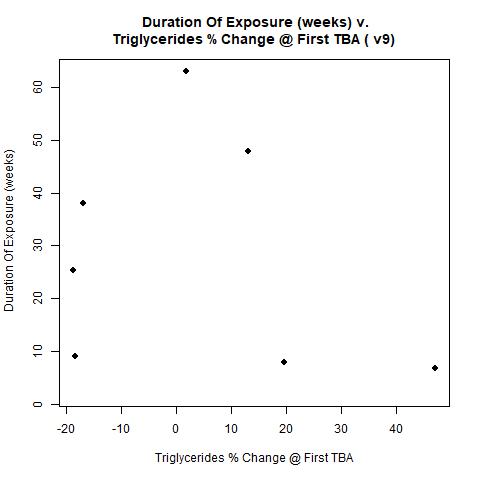 Duration Of Exposure (weeks) v.
Triglycerides % Change @ First TBA ( v9)
Duration Of Exposure (weeks)
60
50
40
30
20
10
0
-20 -10 0 10 20 30 40
Triglycerides % Change @ First TBA